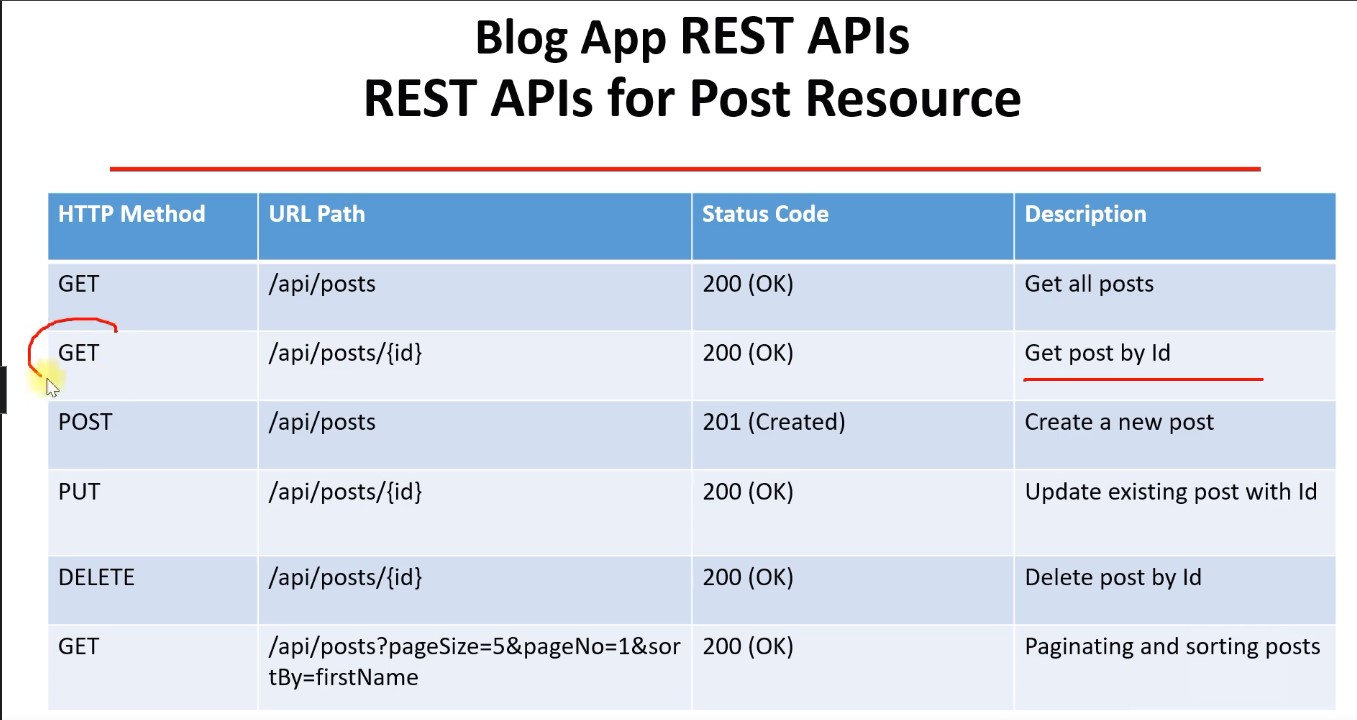 Blog App REST APIs
REST APIs for Post Resource
HTTP Method URL Path Status Code Description
GET /api/posts 200 (OK) Get all posts
GET /api/posts/{id} 200 (OK) Get post by Id
POST /api/posts 201 (Created) Create a new post
PUT /api/posts/{id} 200 (OK) Update existing post with Id
DELETE /api/posts/{id} 200 (OK) Delete post by Id
GET /api/posts?pageSize=5&pageNo=1&sor 200 (OK) Paginating and sorting posts
tBy=firstName